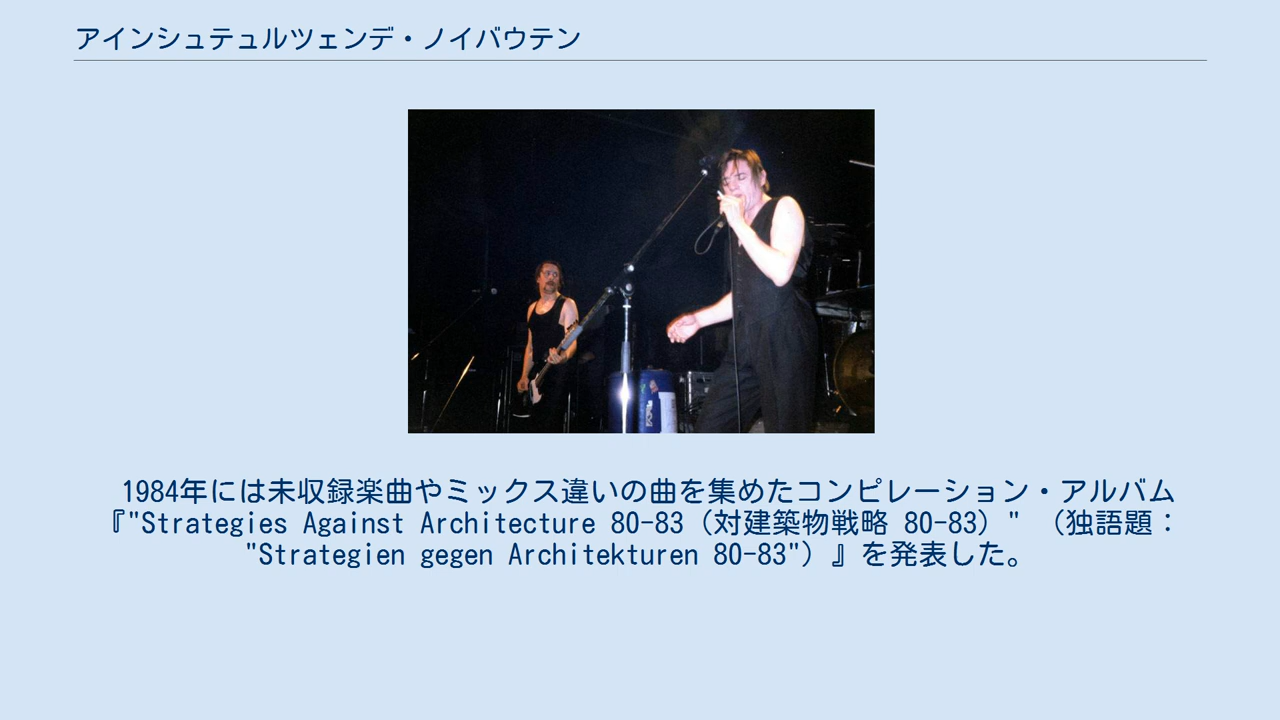 アインシュテュルツェンデ・ノイバウテン
1984年には未収録楽曲やミックス違いの曲を集めたコンピレーション・アルバム
『"Strategies Against Architecture 80-83（対建築物戦略 80-83）" （独語題：
"Strategien gegen Architekturen 80-83"）』を発表した。